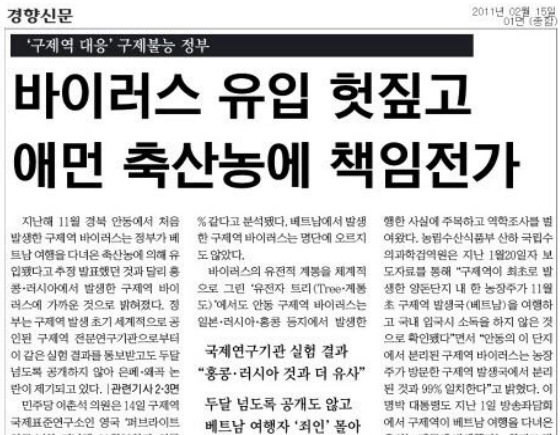 경향신문
2011년 02월 15일
01면 (종합)
'구제역 대응' 구제불능 정부
바이러스 유입 헛짚고
애먼 축산농에 책임전가
지난해 11월 경북 안동에서 처음
발생한 구제역 바이러스는 정부가 베
트남 여행을 다녀온 축산농에 의해 유
입됐다고 추정 발표했던 것과 달리 홍
콩·러시아에서 발생한 구제역 바이
러스에 가까운 것으로 밝혀졌다. 정
부는 구제역 발생 초기 세계적으로 공
인된 구제역 전문연구기관으로부터
이 같은 실험 결과를 통보받고도 두달
넘도록 공개하지 않아 은폐·왜곡 논
란이 제기되고 있다. |관련기사 2·3면
민주당 이춘석 의원은 14일 구제역
국제표준연구소인 영국 '퍼브라이트
% 같다고 분석됐다. 베트남에서 발생
한 구제역 바이러스는 명단에 오르지
도 않았다.
바이러스의 유전적 계통을 체계적
으로 그린 '유전자 트리(Tree·계통
도)'에서도 안동 구제역 바이러스는
일본·러시아·홍콩 등지에서 발생한
국제연구기관 실험 결과
"홍콩·러시아 것과 더 유사"
두달 넘도록 공개도 않고
베트남 여행자 '죄인' 몰아
행한 사실에 주목하고 역학조사를 벌
여왔다. 농림수산식품부 산하 국립수
의과학검역원은 지난 1월20일자 보
도자료를 통해 "구제역이 최초로 발
생한 양돈단지 내 한 농장주가 11월
초 구제역 발생국(베트남)을 여행하
고 국내 입국시 소독을 하지 않은 것
으로 확인됐다"면서 "안동의 이 단지
에서 분리된 구제역 바이러스는 농장
주가 방문한 구제역 발생국에서 분리
된 것과 99% 일치한다"고 밝혔다. 이
명박 대통령도 지난 1일 방송좌담회
에서 구제역이 베트남 여행을 다녀온